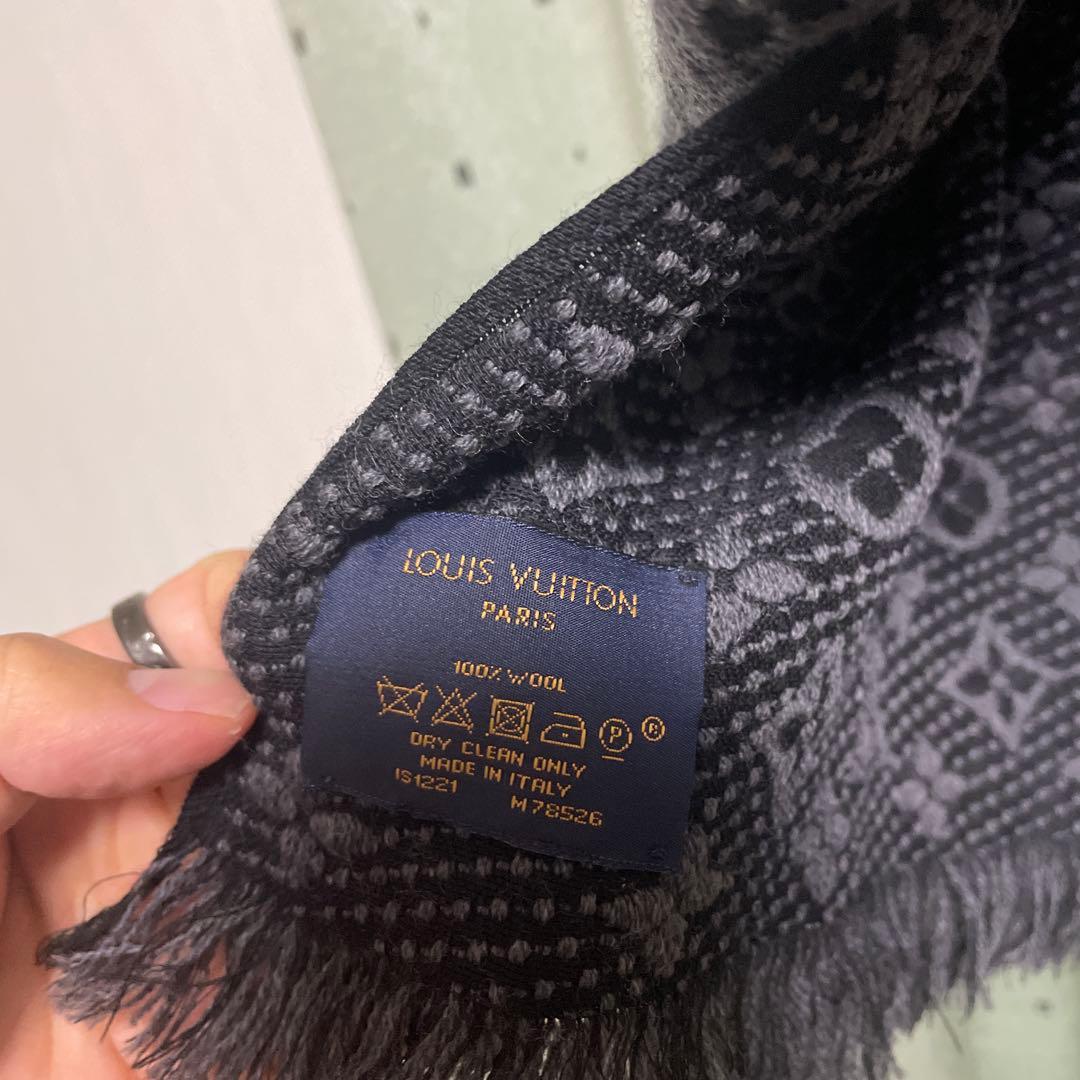 LOUIS VUITTON
PARIS
100% WOOL
P ®
DRY CLEAN ONLY
MADE IN ITALY
IS1221 M78526